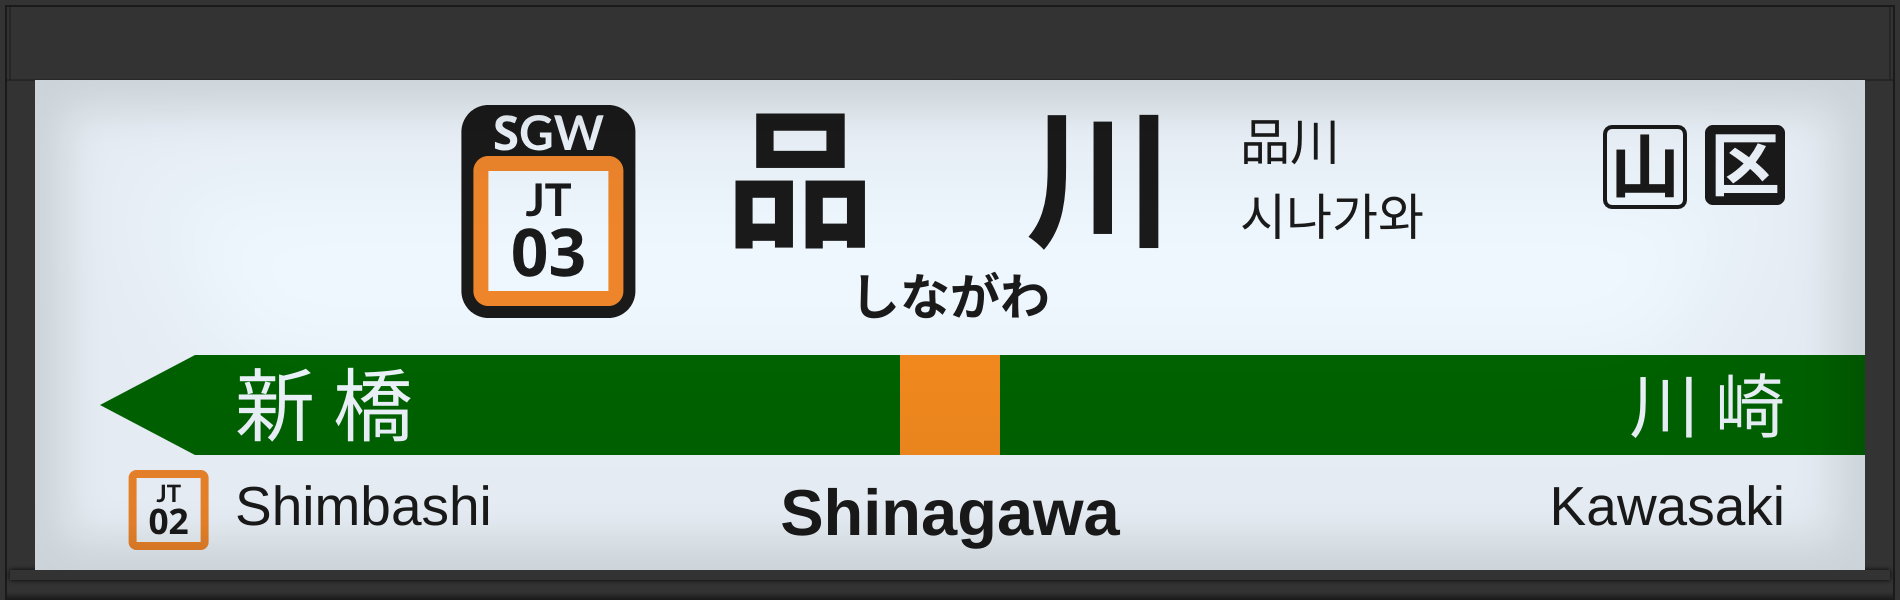 SGW
JT
03
品川
しながわ
品川
시나가와
山 区
新橋
川崎
JT
02
Shimbashi
Shinagawa
Kawasaki